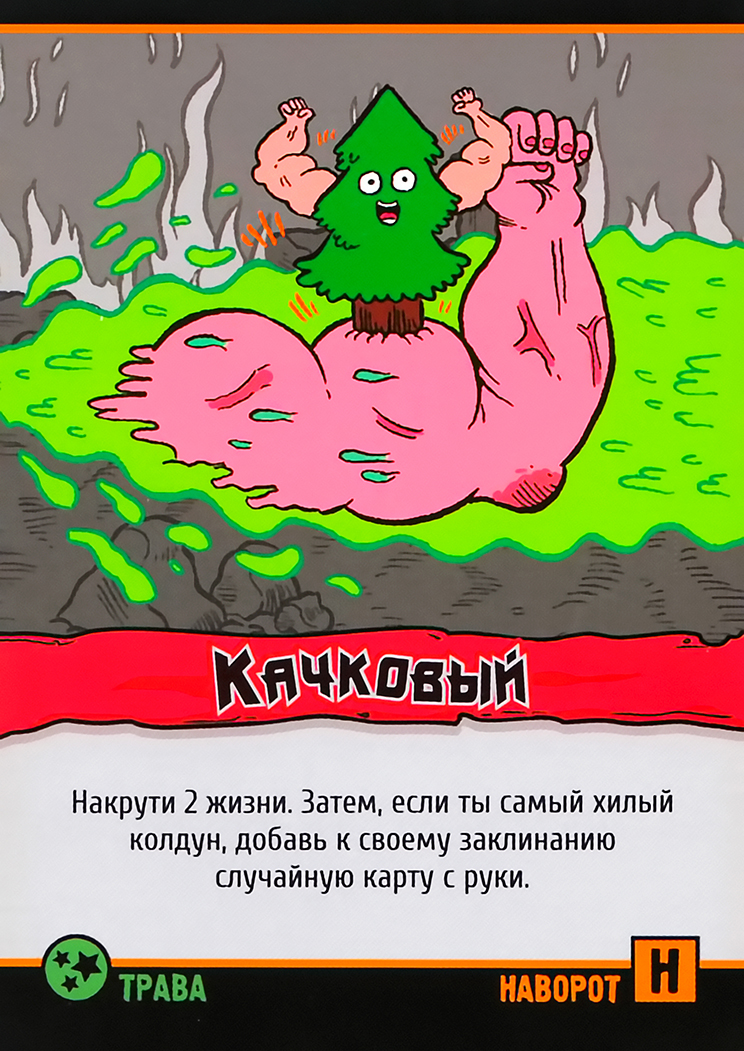 Качковый
Накрути 2 жизни. Затем, если ты самый хилый
колдун, добавь к своему заклинанию
случайную карту с руки.
ТРАВА
НАВОРОТ Н